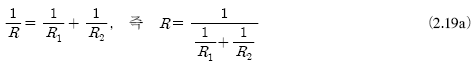 1/R = 1/R₁ + 1/R₂, 즉 R = 1/(1/R₁ + 1/R₂) (2.19a)